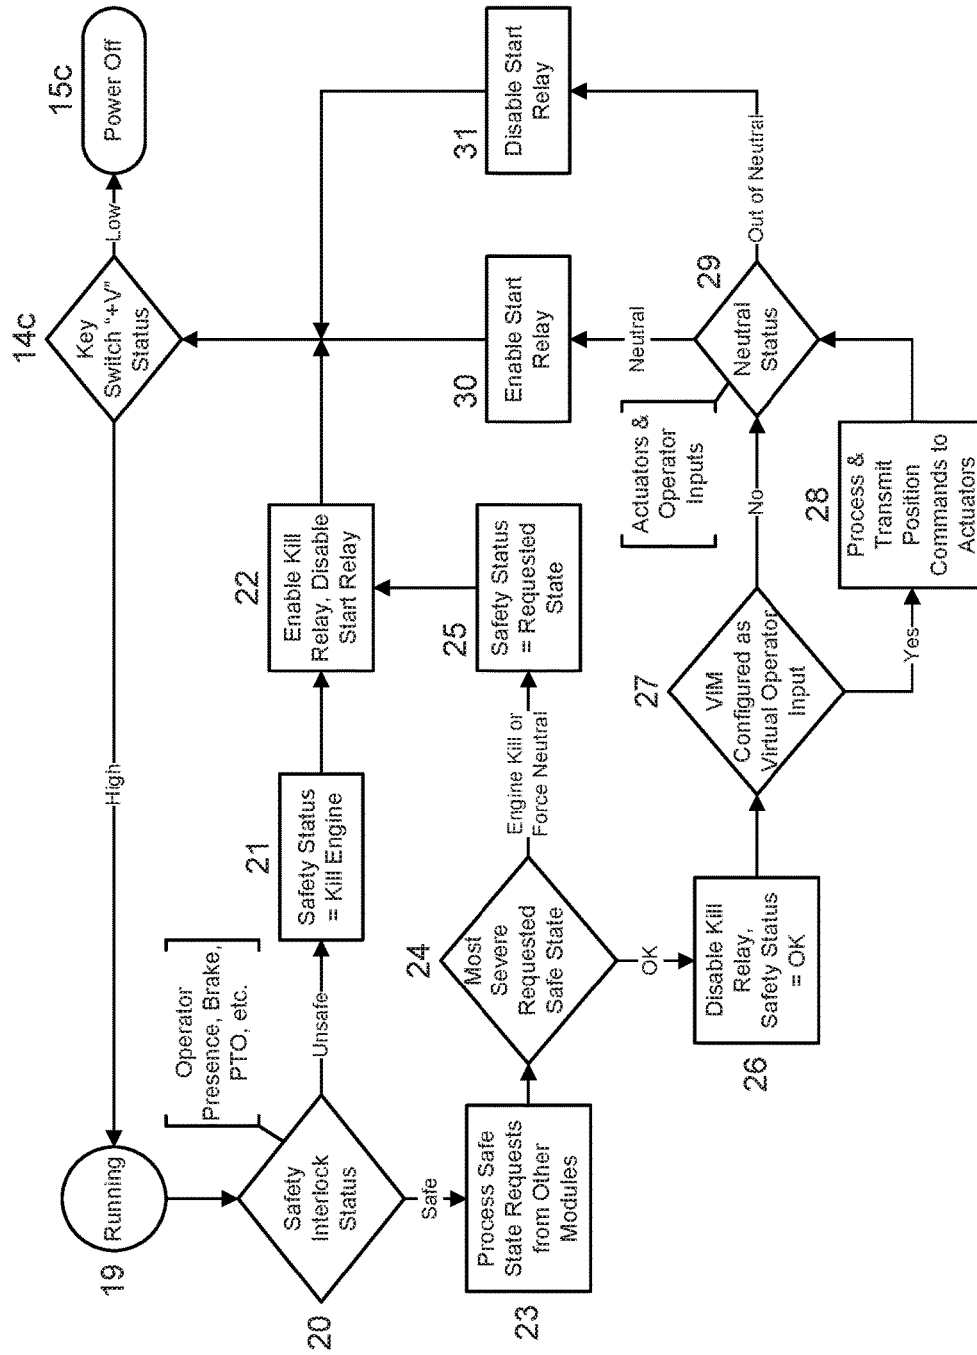 19
Running
High
14c
Key
Switch "+V"
Status
Low
15c
Power Off
20
Safety
Interlock
Status
Operator
Presence, Brake,
PTO, etc.
Unsafe
21
Safety Status
= Kill Engine
22
Enable Kill
Relay, Disable
Start Relay
Safe
23
Process Safe
State Requests
from Other
Modules
24
Most
Severe
Requested
Safe State
Engine Kill or
Force Neutral
25
Safety Status
= Requested
State
OK
26
Disable Kill
Relay,
Safety Status
= OK
27
VIM
Configured as
Virtual Operator
Input
No
Yes
28
Process &
Transmit
Position
Commands to
Actuators
Actuators &
Operator
Inputs
29
Neutral
Status
Neutral
30
Enable Start
Relay
Out of Neutral
31
Disable Start
Relay